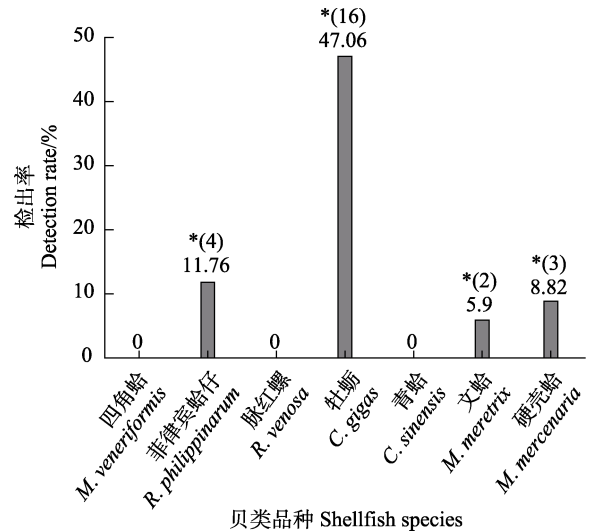 *(16)
47.06
50
40
30
20
10
0
检出率
Detection rate/%
*(4)
11.76
*(2)
5.9
*(3)
8.82
0
0
0
四角蛤
M. veneriformis
菲律宾蛤仔
R. philippinarum
脉红螺
R. venosa
牡蛎
C. gigas
青蛤
C. sinensis
文蛤
M. meretrix
硬壳蛤
M. mercenaria
贝类品种 Shellfish species